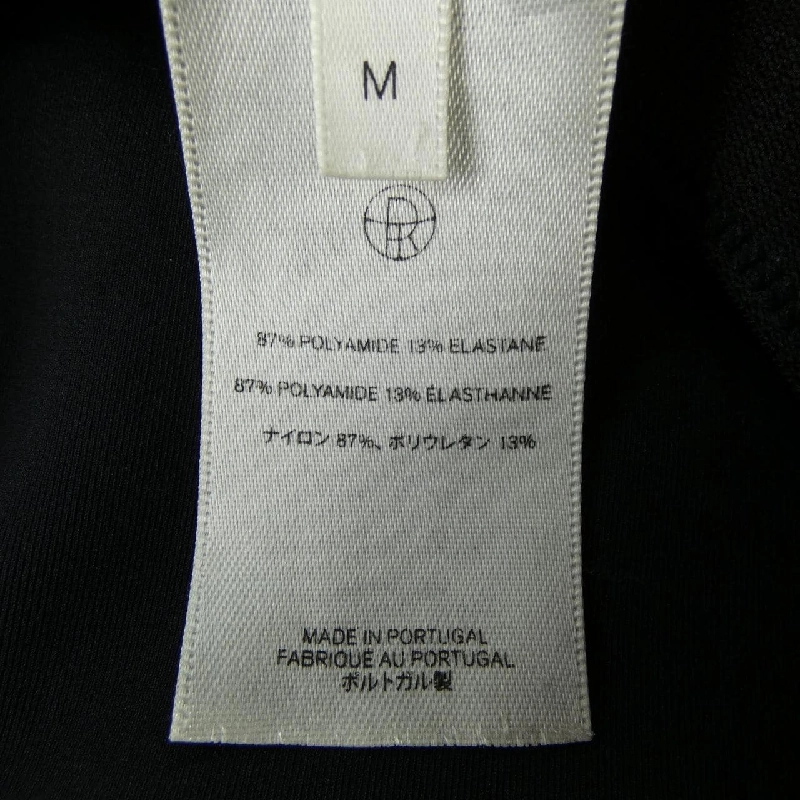 M
87% POLYAMIDE 13% ELASTANE
87% POLYAMIDE 13% ÉLASTHANNE
ナイロン 87%、ポリウレタン 13%
MADE IN PORTUGAL
FABRIQUÉ AU PORTUGAL
ポルトガル製